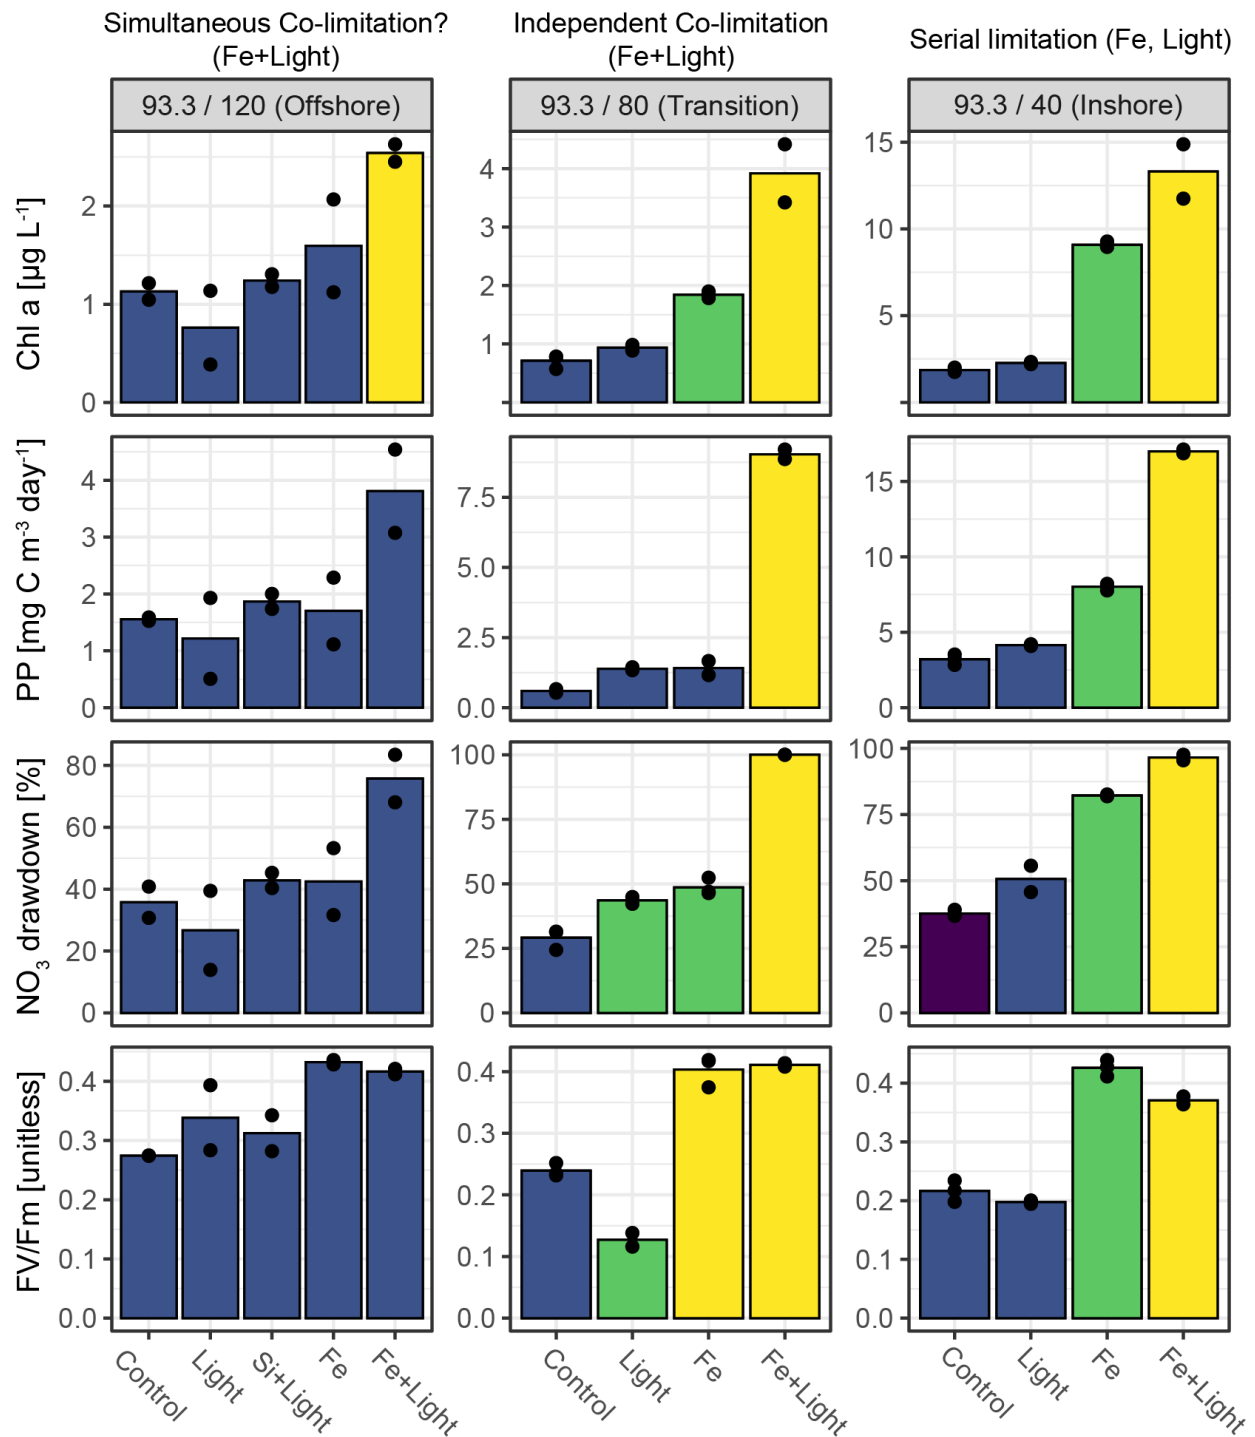 Simultaneous Co-limitation?
(Fe+Light)
Independent Co-limitation
(Fe+Light)
Serial limitation (Fe, Light)
93.3 / 120 (Offshore)
93.3 / 80 (Transition)
93.3 / 40 (Inshore)
Chl a [µg L⁻¹]
2
1
0
4
3
2
1
15
10
5
PP [mg C m⁻³ day⁻¹]
4
3
2
1
0
7.5
5.0
2.5
0.0
15
10
5
0
NO₃ drawdown [%]
80
60
40
20
0
100
75
50
25
0
100
75
50
25
0
FV/Fm [unitless]
0.4
0.3
0.2
0.1
0.0
0.4
0.3
0.2
0.1
0.0
0.4
0.3
0.2
0.1
0.0
Control
Light
Si+Light
Fe
Fe+Light
Control
Light
Fe
Fe+Light
Control
Light
Fe
Fe+Light